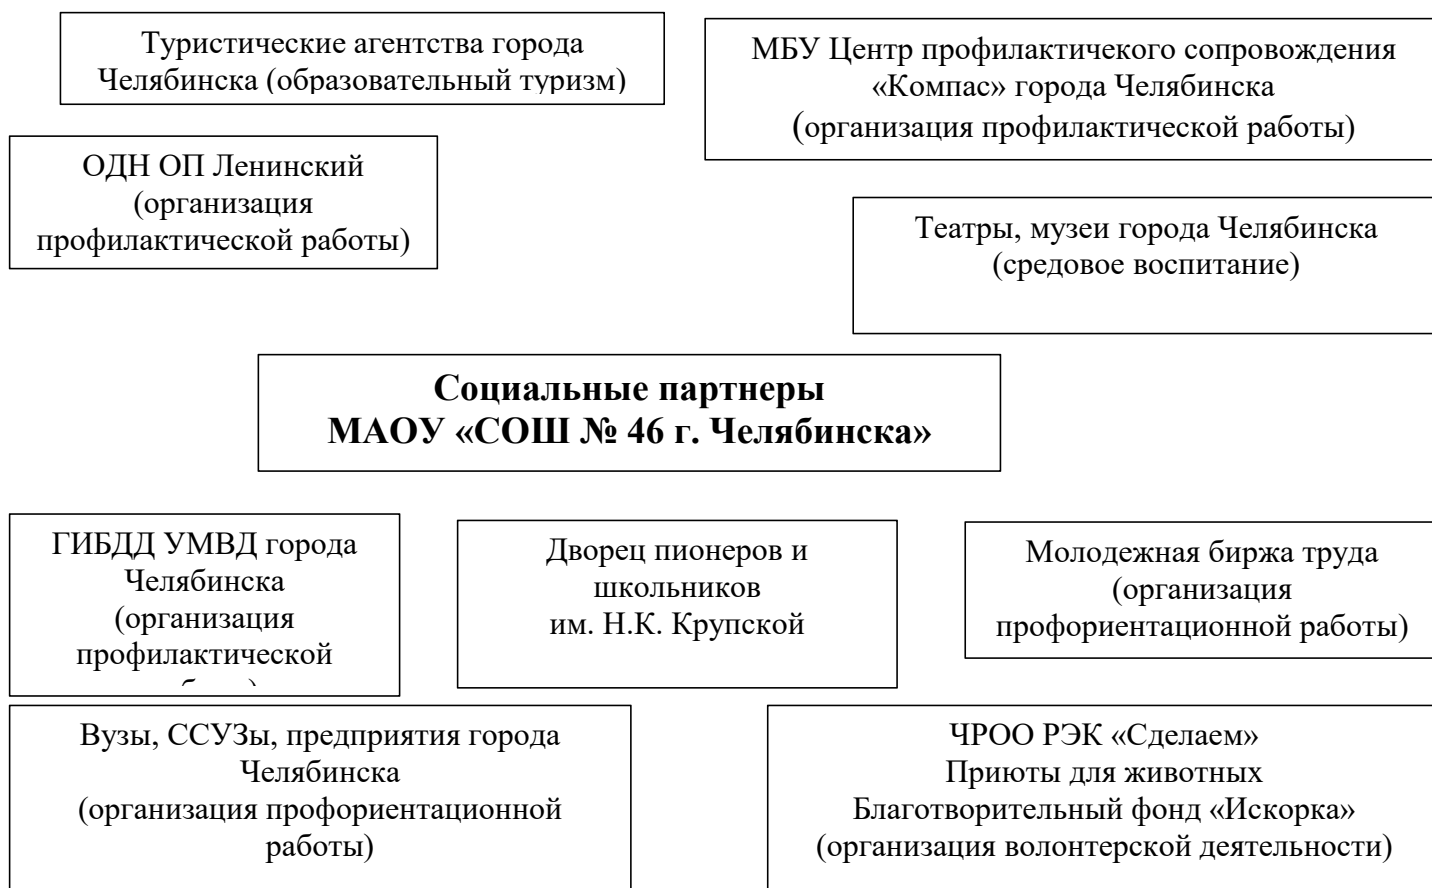 Туристические агентства города
Челябинска (образовательный туризм)
МБУ Центр профилактичекого сопровождения
«Компас» города Челябинска
(организация профилактической работы)
ОДН ОП Ленинский
(организация
профилактической работы)
Театры, музеи города Челябинска
(средовое воспитание)
Социальные партнеры
МАОУ «СОШ № 46 г. Челябинска»
ГИБДД УМВД города
Челябинска
(организация
профилактической
Дворец пионеров и
школьников
им. Н.К. Крупской
Молодежная биржа труда
(организация
профориентационной работы)
Вузы, ССУЗы, предприятия города
Челябинска
(организация профориентационной
работы)
ЧРОО РЭК «Сделаем»
Приюты для животных
Благотворительный фонд «Искорка»
(организация волонтерской деятельности)